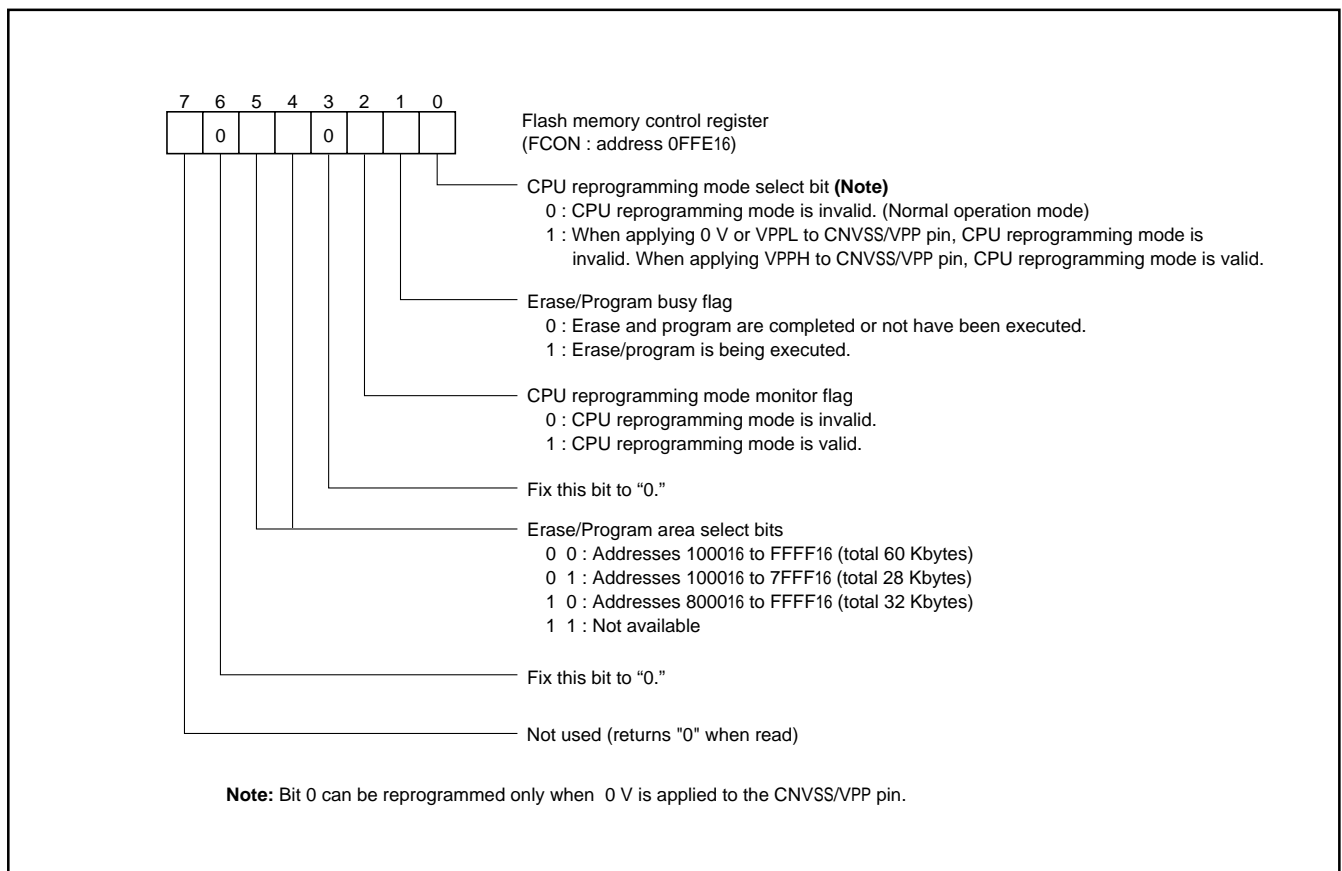 7 6 5 4 3 2 1 0
0 0
Flash memory control register
(FCON : address 0FFE16)
CPU reprogramming mode select bit (Note)
0 : CPU reprogramming mode is invalid. (Normal operation mode)
1 : When applying 0 V or VPPL to CNVSS/VPP pin, CPU reprogramming mode is
invalid. When applying VPPH to CNVSS/VPP pin, CPU reprogramming mode is valid.
Erase/Program busy flag
0 : Erase and program are completed or not have been executed.
1 : Erase/program is being executed.
CPU reprogramming mode monitor flag
0 : CPU reprogramming mode is invalid.
1 : CPU reprogramming mode is valid.
Fix this bit to “0.”
Erase/Program area select bits
0 0 : Addresses 100016 to FFFF16 (total 60 Kbytes)
0 1 : Addresses 100016 to 7FFF16 (total 28 Kbytes)
1 0 : Addresses 800016 to FFFF16 (total 32 Kbytes)
1 1 : Not available
Fix this bit to “0.”
Not used (returns "0" when read)
Note: Bit 0 can be reprogrammed only when 0 V is applied to the CNVSS/VPP pin.